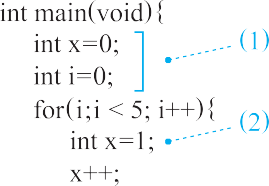 int main(void){
int x=0;
(1)
int i=0;
for(i;i < 5; i++){
(2)
int x=1;
x++;